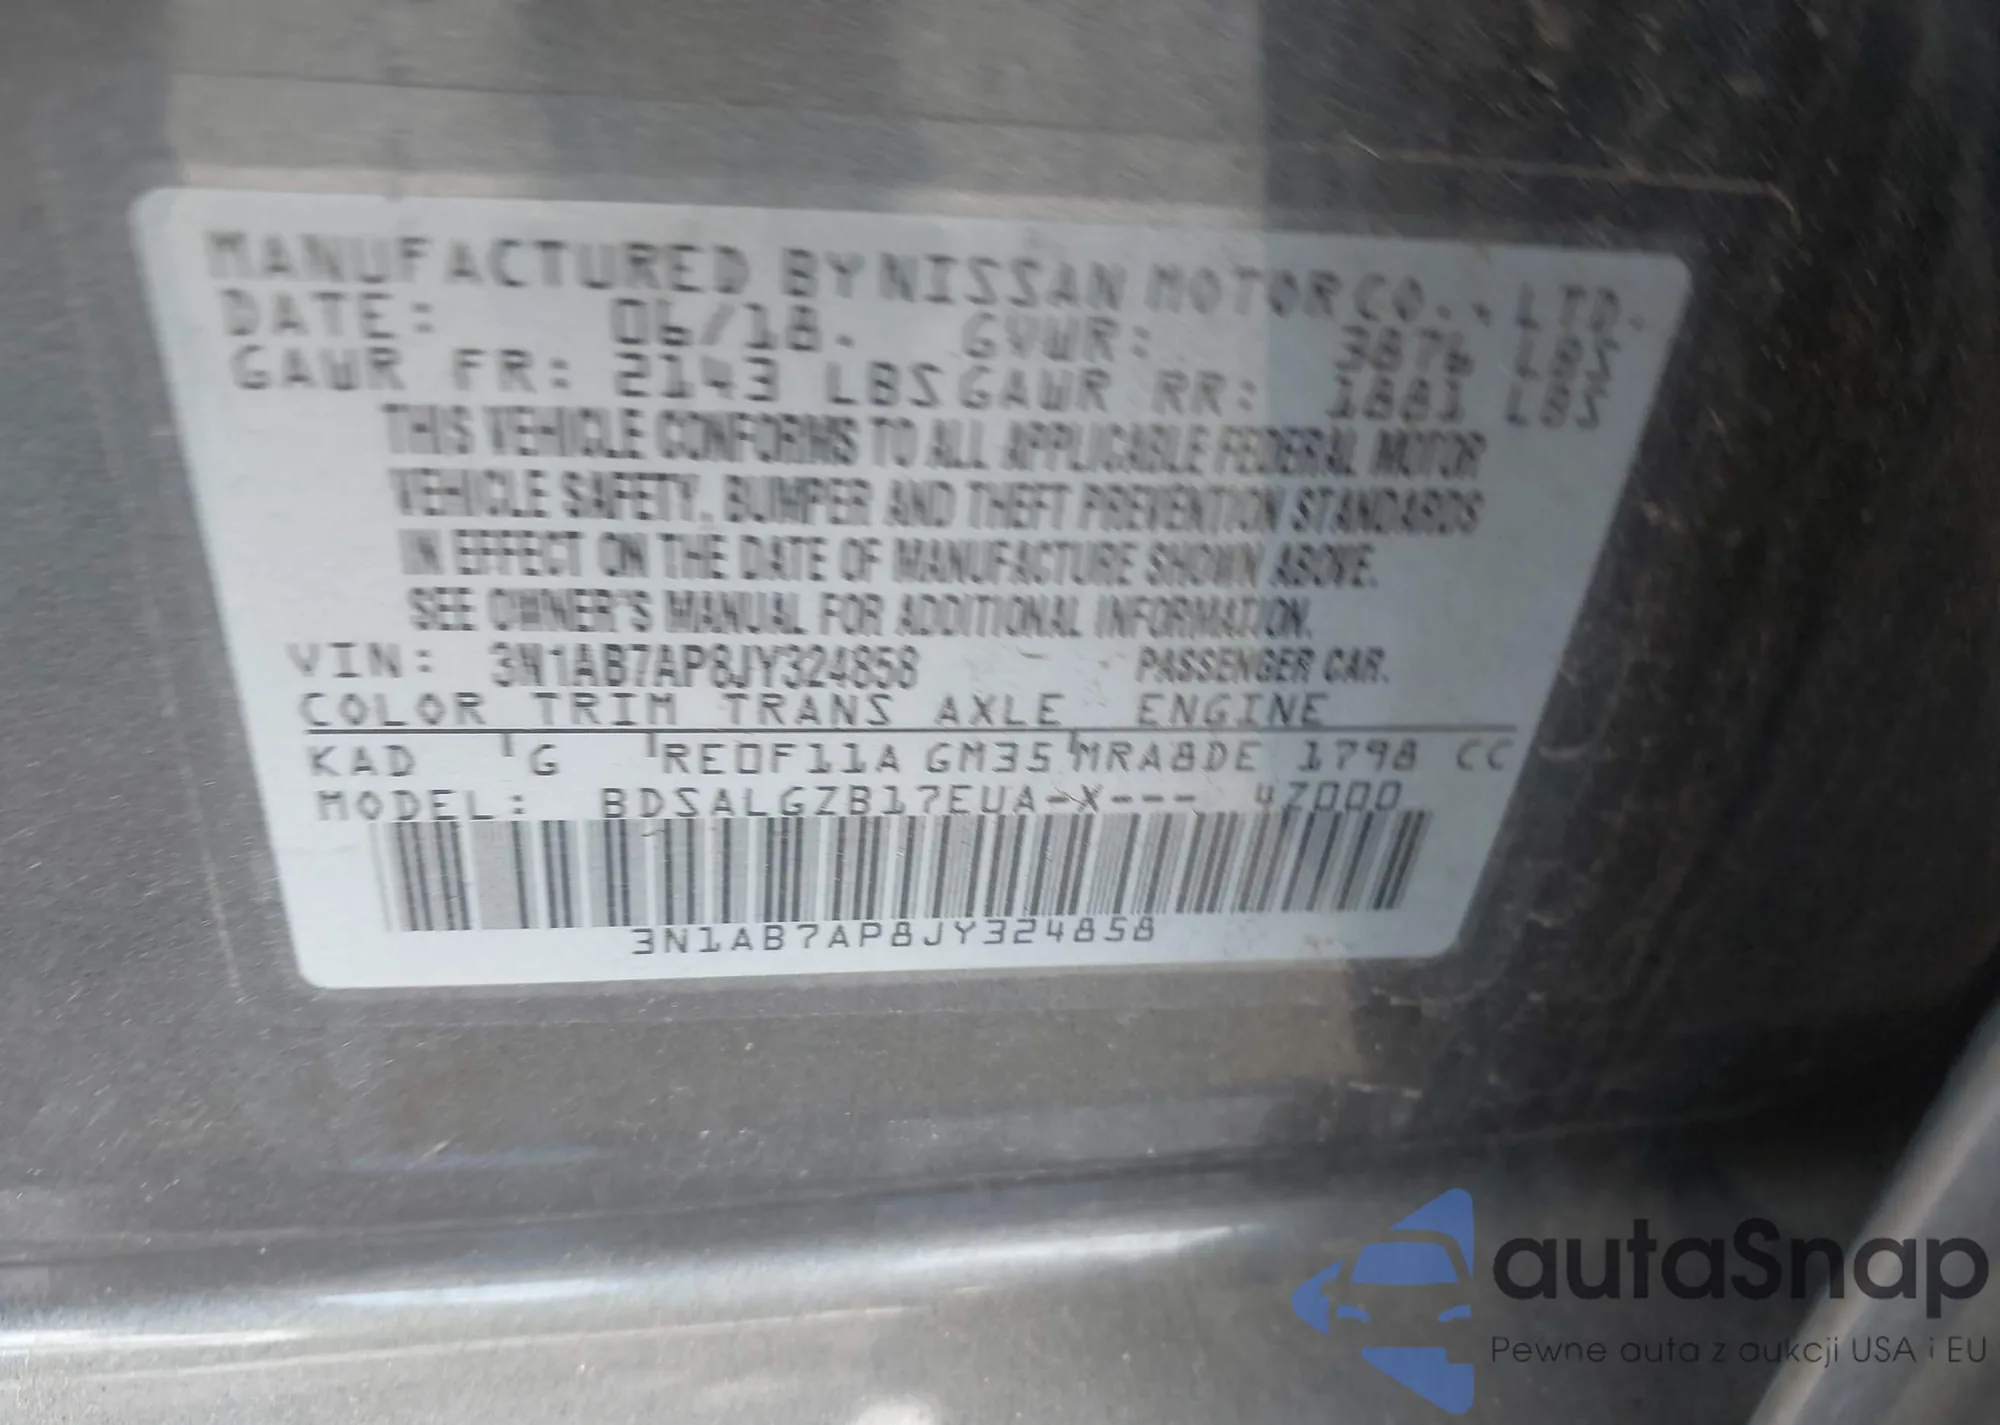 MANUFACTURED BY NISSAN MOTOR CO., LTD.
DATE: 06/18. GVWR: 3876 LBS
GAWR FR: 2143 LBS GAWR RR: 1881 LBS
THIS VEHICLE CONFORMS TO ALL APPLICABLE FEDERAL MOTOR
VEHICLE SAFETY, BUMPER AND THEFT PREVENTION STANDARDS
IN EFFECT ON THE DATE OF MANUFACTURE SHOWN ABOVE.
SEE OWNER'S MANUAL FOR ADDITIONAL INFORMATION.
VIN: 3N1AB7AP8JY324858 PASSENGER CAR.
COLOR TRIM TRANS AXLE ENGINE
KAD G RE0F11A GM35 MRA8DE 1798 CC
MODEL: BDSALGZB17EUA-X--- 4Z000
3N1AB7AP8JY324858
autaSnap
Pewne auta z aukcji USA i EU